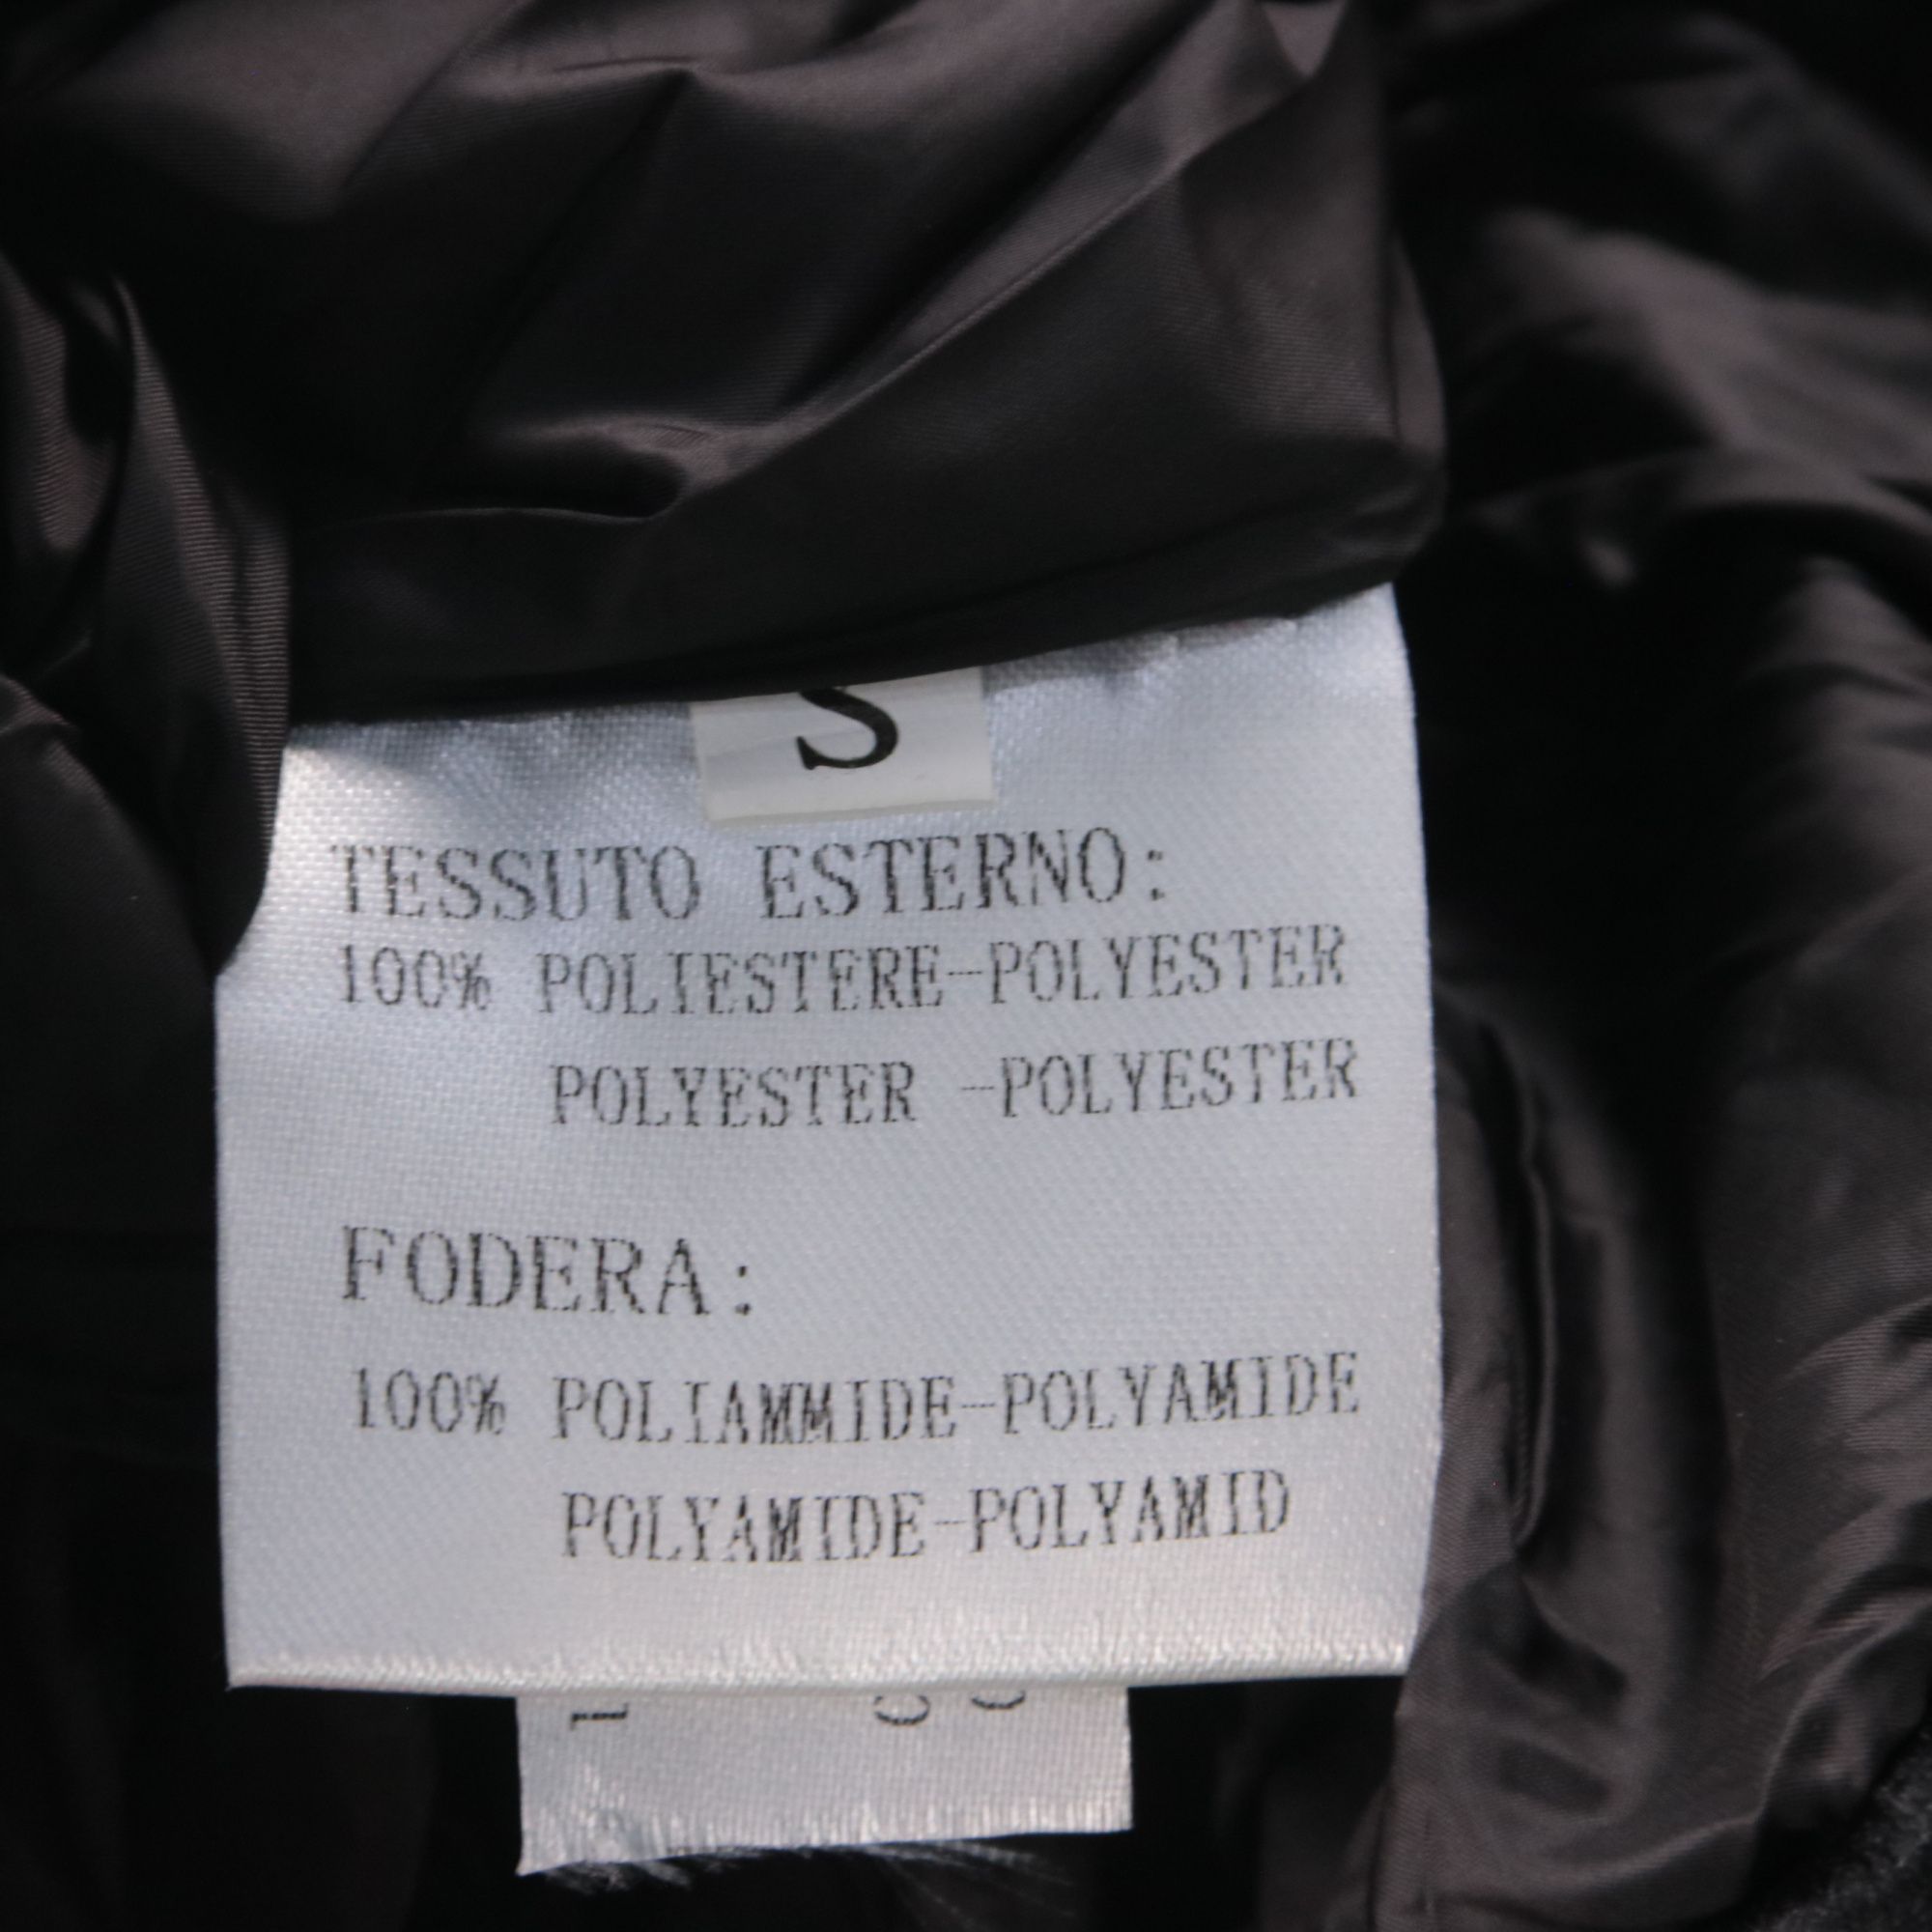 S
TESSUTO ESTERNO:
100% POLIESTERE-POLYESTER
POLYESTER -POLYESTER
FODERA:
100% POLIAMMIDE-POLYAMIDE
POLYAMIDE-POLYAMID